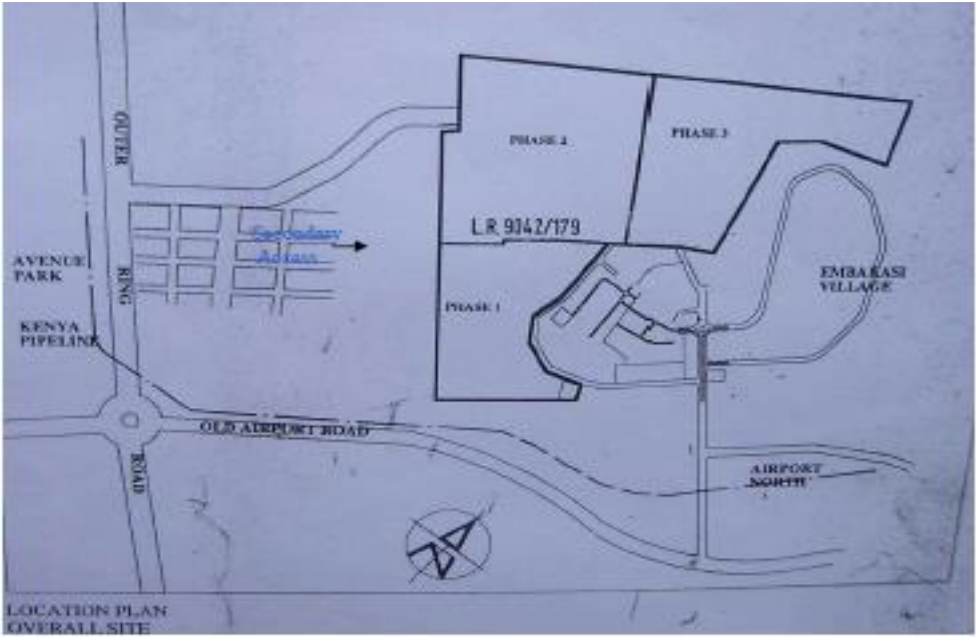 OUTER
PHASE 2
PHASE 3
L.R. 9042/179
Secondary
Access
AVENUE
PARK
RING
EMBAKASI
VILLAGE
PHASE 1
KENYA
PIPELINE
OLD AIRPORT ROAD
ROAD
AIRPORT
NORTH
N
LOCATION PLAN
OVERALL SITE